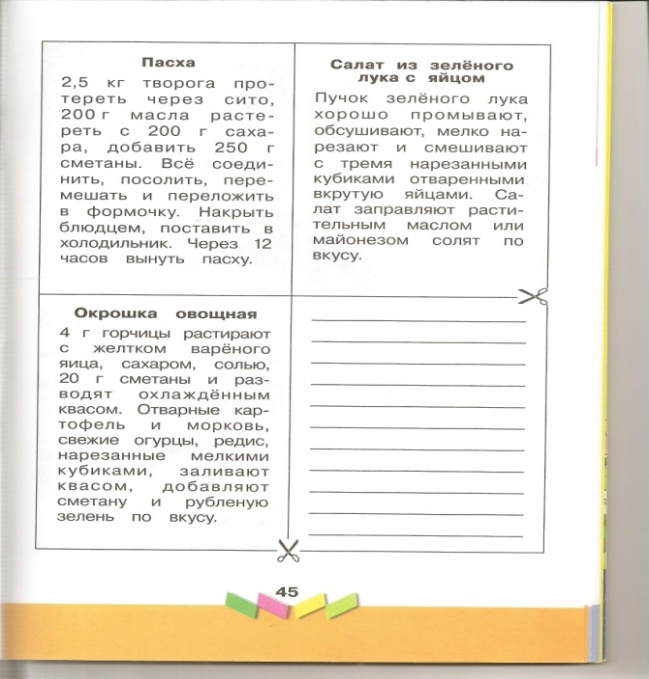 Пасха
2,5 кг творога про-
тереть через сито,
200 г масла расте-
реть с 200 г саха-
ра, добавить 250 г
сметаны. Всё соеди-
нить, посолить, пере-
мешать и переложить
в формочку. Накрыть
блюдцем, поставить в
холодильник. Через 12
часов вынуть пасху.
Салат из зелёного
лука с яйцом
Пучок зелёного лука
хорошо промывают,
обсушивают, мелко на-
резают и смешивают
с тремя нарезанными
кубиками отваренными
вкрутую яйцами. Са-
лат заправляют расти-
тельным маслом или
майонезом солят по
вкусу.
Окрошка овощная
4 г горчицы растирают
с желтком варёного
яица, сахаром, солью,
20 г сметаны и раз-
водят охлаждённым
квасом. Отварные кар-
тофель и морковь,
свежие огурцы, редис,
нарезанные мелкими
кубиками, заливают
квасом, добавляют
сметану и рубленую
зелень по вкусу.
45